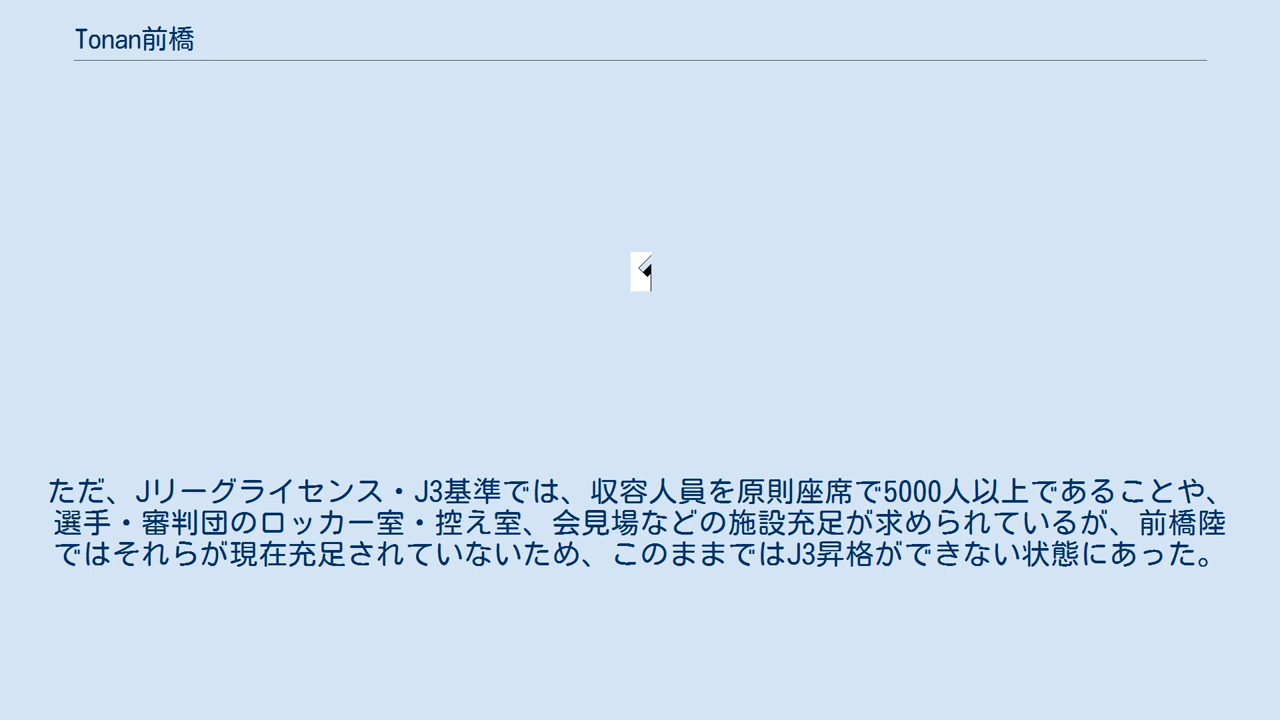 Tonan前橋
ただ、Jリーグライセンス・J3基準では、収容人員を原則座席で5000人以上であることや、
選手・審判団のロッカー室・控え室、会見場などの施設充足が求められているが、前橋陸
ではそれらが現在充足されていないため、このままではJ3昇格ができない状態にあった。